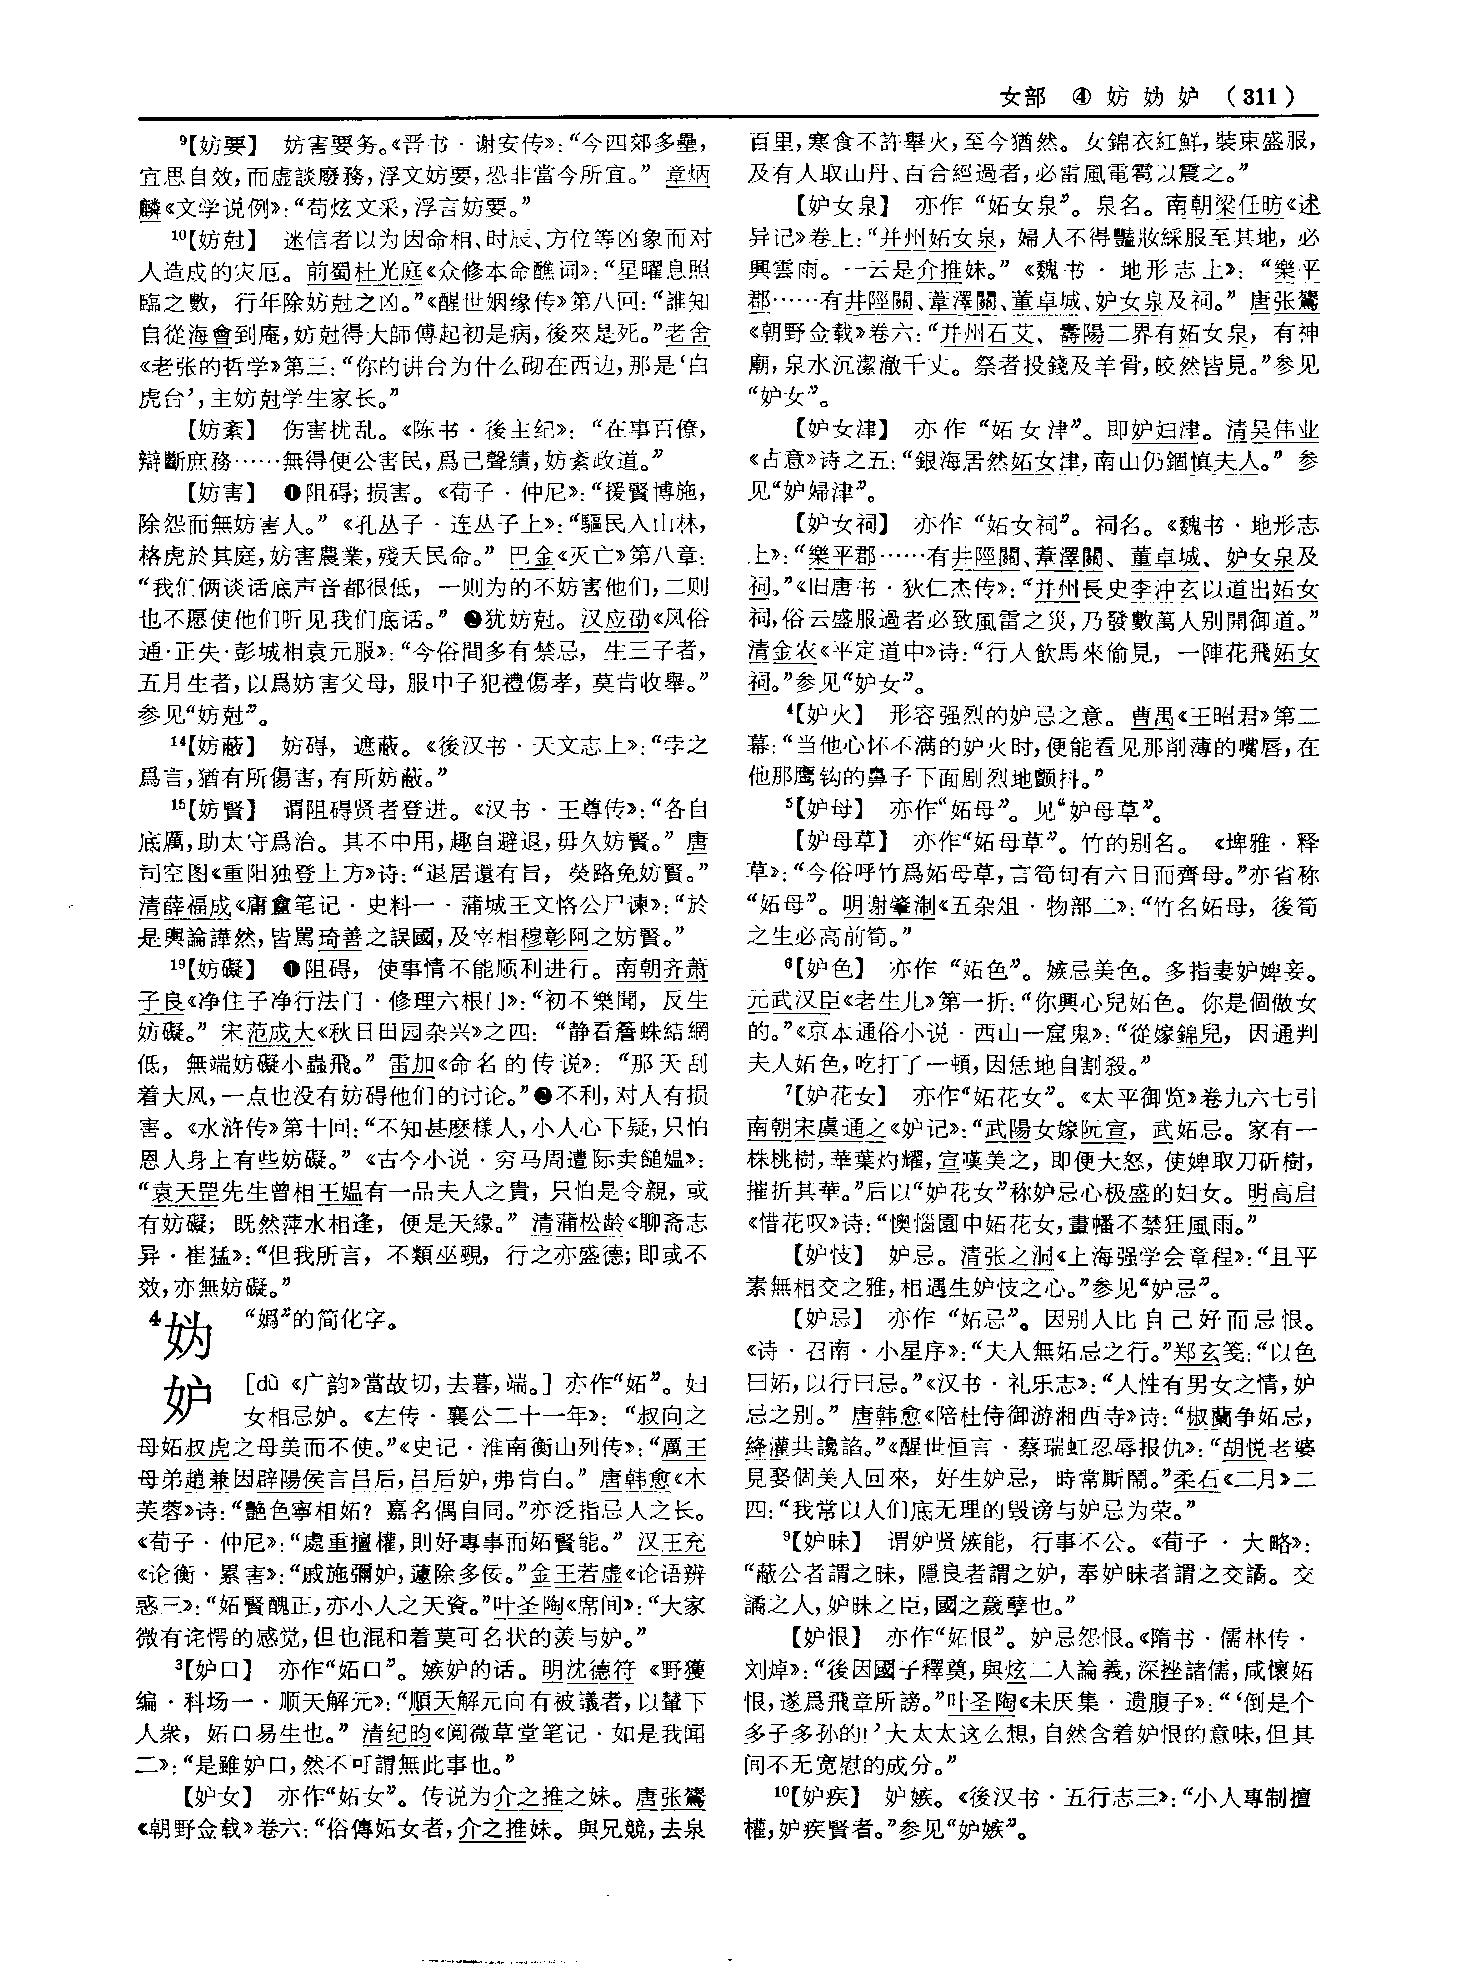 女部 ④ 妨 妫 妒 （311）
⁹【妨要】 妨害要务。《晋书·谢安传》：“今四郊多壘，
宜思自效，而虚談廢務，浮文妨要，恐非當今所宜。” 章炳
麟《文学说例》：“苟炫文采，浮言妨要。”
¹⁰【妨尅】 迷信者以为因命相、时辰、方位等凶象而对
人造成的灾厄。前蜀杜光庭《众修本命醮词》：“星曜息照
臨之數，行年除妨尅之凶。”《醒世姻缘传》第八回：“誰知
自從海會到庵，妨尅得大師傅起初是病，後來是死。”老舍
《老张的哲学》第三：“你的讲台为什么砌在西边，那是‘白
虎台’，主妨尅学生家长。”
【妨紊】 伤害扰乱。《陈书·後主纪》：“在事百僚，
辯斷庶務……無得便公害民，爲己聲績，妨紊政道。”
【妨害】 ❶阻碍；损害。《荀子·仲尼》：“援賢博施，
除怨而無妨害人。”《孔丛子·连丛子上》：“驅民入山林，
格虎於其庭，妨害農業，殘夭民命。” 巴金《灭亡》第八章：
“我们俩谈话底声音都很低，一则为的不妨害他们，二则
也不愿使他们听见我们底话。” ❷犹妨尅。汉应劭《风俗
通·正失·彭城相袁元服》：“今俗間多有禁忌，生三子者，
五月生者，以爲妨害父母，服中子犯禮傷孝，莫肯收舉。”
参见“妨尅”。
¹⁴【妨蔽】 妨碍，遮蔽。《後汉书·天文志上》：“孛之
爲言，猶有所傷害，有所妨蔽。”
¹⁵【妨賢】 谓阻碍贤者登进。《汉书·王尊传》：“各自
底厲，助太守爲治。其不中用，趣自避退，毋久妨賢。” 唐
司空图《重阳独登上方》诗：“退居還有旨，榮路免妨賢。”
清薛福成《庸盦笔记·史料一·蒲城王文恪公尸谏》：“於
是輿論譁然，皆罵琦善之誤國，及宰相穆彰阿之妨賢。”
¹⁹【妨礙】 ❶阻碍，使事情不能顺利进行。南朝齐萧
子良《净住子净行法门·修理六根门》：“初不樂聞，反生
妨礙。” 宋范成大《秋日田园杂兴》之四：“静看簷蛛結網
低，無端妨礙小蟲飛。” 雷加《命名的传说》：“那天刮
着大风，一点也没有妨碍他们的讨论。”❷不利，对人有损
害。《水浒传》第十回：“不知甚麽樣人，小人心下疑，只怕
恩人身上有些妨礙。”《古今小说·穷马周遭际卖䭔媪》：
“袁天罡先生曾相王媪有一品夫人之貴，只怕是令親，或
有妨礙；既然萍水相逢，便是天緣。” 清蒲松龄《聊斋志
异·崔猛》：“但我所言，不類巫覡，行之亦盛德；即或不
效，亦無妨礙。”
⁴妫 “嬀”的简化字。
妒 ［dù 《广韵》當故切，去暮，端。］亦作“妬”。妇
女相忌妒。《左传·襄公二十一年》：“叔向之
母妬叔虎之母美而不使。”《史记·淮南衡山列传》：“厲王
母弟趙兼因辟陽侯言吕后，吕后妒，弗肯白。” 唐韩愈《木
芙蓉》诗：“艷色寧相妬？嘉名偶自同。”亦泛指忌人之长。
《荀子·仲尼》：“處重擅權，則好專事而妬賢能。” 汉王充
《论衡·累害》：“戚施彌妒，蘧除多佞。”金王若虚《论语辨
惑三》：“妬賢醜正，亦小人之天資。”叶圣陶《席间》：“大家
微有诧愕的感觉，但也混和着莫可名状的羡与妒。”
³【妒口】 亦作“妬口”。嫉妒的话。明沈德符《野獲
编·科场一·顺天解元》：“順天解元向有被議者，以輦下
人衆，妬口易生也。” 清纪昀《阅微草堂笔记·如是我闻
二》：“是雖妒口，然不可謂無此事也。”
【妒女】 亦作“妬女”。传说为介之推之妹。唐张鷟
《朝野佥载》卷六：“俗傳妬女者，介之推妹。與兄競，去泉
百里，寒食不許舉火，至今猶然。女錦衣紅鮮，裝束盛服，
及有人取山丹、百合經過者，必雷風電雹以震之。”
【妒女泉】 亦作“妬女泉”。泉名。南朝梁任昉《述
异记》卷上：“并州妬女泉，婦人不得豔妝綵服至其地，必
興雲雨。一云是介推妹。”《魏书·地形志上》：“樂平
郡……有井陘關、葦澤關、董卓城、妒女泉及祠。” 唐张鷟
《朝野佥载》卷六：“并州石艾、壽陽二界有妬女泉，有神
廟，泉水沉潔澈千丈。祭者投錢及羊骨，皎然皆見。”参见
“妒女”。
【妒女津】 亦作“妬女津”。即妒妇津。清吴伟业
《占意》诗之五：“銀海居然妬女津，南山仍錮慎夫人。” 参
见“妒婦津”。
【妒女祠】 亦作“妬女祠”。祠名。《魏书·地形志
上》：“樂平郡……有井陘關、葦澤關、董卓城、妒女泉及
祠。”《旧唐书·狄仁杰传》：“并州長史李沖玄以道出妬女
祠，俗云盛服過者必致風雷之災，乃發數萬人别開御道。”
清金农《平定道中》诗：“行人飲馬來偷見，一陣花飛妬女
祠。”参见“妒女”。
⁴【妒火】 形容强烈的妒忌之意。曹禺《王昭君》第二
幕：“当他心怀不满的妒火时，便能看见那削薄的嘴唇，在
他那鹰钩的鼻子下面剧烈地颤抖。”
⁵【妒母】 亦作“妬母”。见“妒母草”。
【妒母草】 亦作“妬母草”。竹的别名。《埤雅·释
草》：“今俗呼竹爲妬母草，言筍旬有六日而齊母。”亦省称
“妬母”。明谢肇淛《五杂俎·物部二》：“竹名妬母，後筍
之生必高前筍。”
⁶【妒色】 亦作“妬色”。嫉忌美色。多指妻妒婢妾。
元武汉臣《老生儿》第一折：“你興心兒妬色。你是個做女
的。”《京本通俗小说·西山一窟鬼》：“從嫁錦兒，因通判
夫人妬色，吃打了一頓，因恁地自割殺。”
⁷【妒花女】 亦作“妬花女”。《太平御览》卷九六七引
南朝宋虞通之《妒记》：“武陽女嫁阮宣，武妬忌。家有一
株桃樹，華葉灼耀，宣嘆美之，即便大怒，使婢取刀斫樹，
摧折其華。”后以“妒花女”称妒忌心极盛的妇女。明高启
《惜花叹》诗：“懊惱園中妬花女，畫幡不禁狂風雨。”
【妒忮】 妒忌。清张之洞《上海强学会章程》：“且平
素無相交之雅，相遇生妒忮之心。”参见“妒忌”。
【妒忌】 亦作“妬忌”。因别人比自己好而忌恨。
《诗·召南·小星序》：“夫人無妬忌之行。”郑玄笺：“以色
曰妬，以行曰忌。”《汉书·礼乐志》：“人性有男女之情，妒
忌之别。” 唐韩愈《陪杜侍御游湘西寺》诗：“椒蘭争妬忌，
絳灌共讒諂。”《醒世恒言·蔡瑞虹忍辱报仇》：“胡悦老婆
見娶個美人回來，好生妒忌，時常厮鬧。”柔石《二月》二
四：“我常以人们底无理的毁谤与妒忌为荣。”
⁹【妒昧】 谓妒贤嫉能，行事不公。《荀子·大略》：
“蔽公者謂之昧，隱良者謂之妒，奉妒昧者謂之交譎。交
譎之人，妒昧之臣，國之薉孽也。”
【妒恨】 亦作“妬恨”。妒忌怨恨。《隋书·儒林传·
刘焯》：“後因國子釋奠，與炫二人論義，深挫諸儒，咸懷妬
恨，遂爲飛章所謗。”叶圣陶《未厌集·遗腹子》：“‘倒是个
多子多孙的！’大太太这么想，自然含着妒恨的意味，但其
间不无宽慰的成分。”
¹⁰【妒疾】 妒嫉。《後汉书·五行志三》：“小人專制擅
權，妒疾賢者。”参见“妒嫉”。